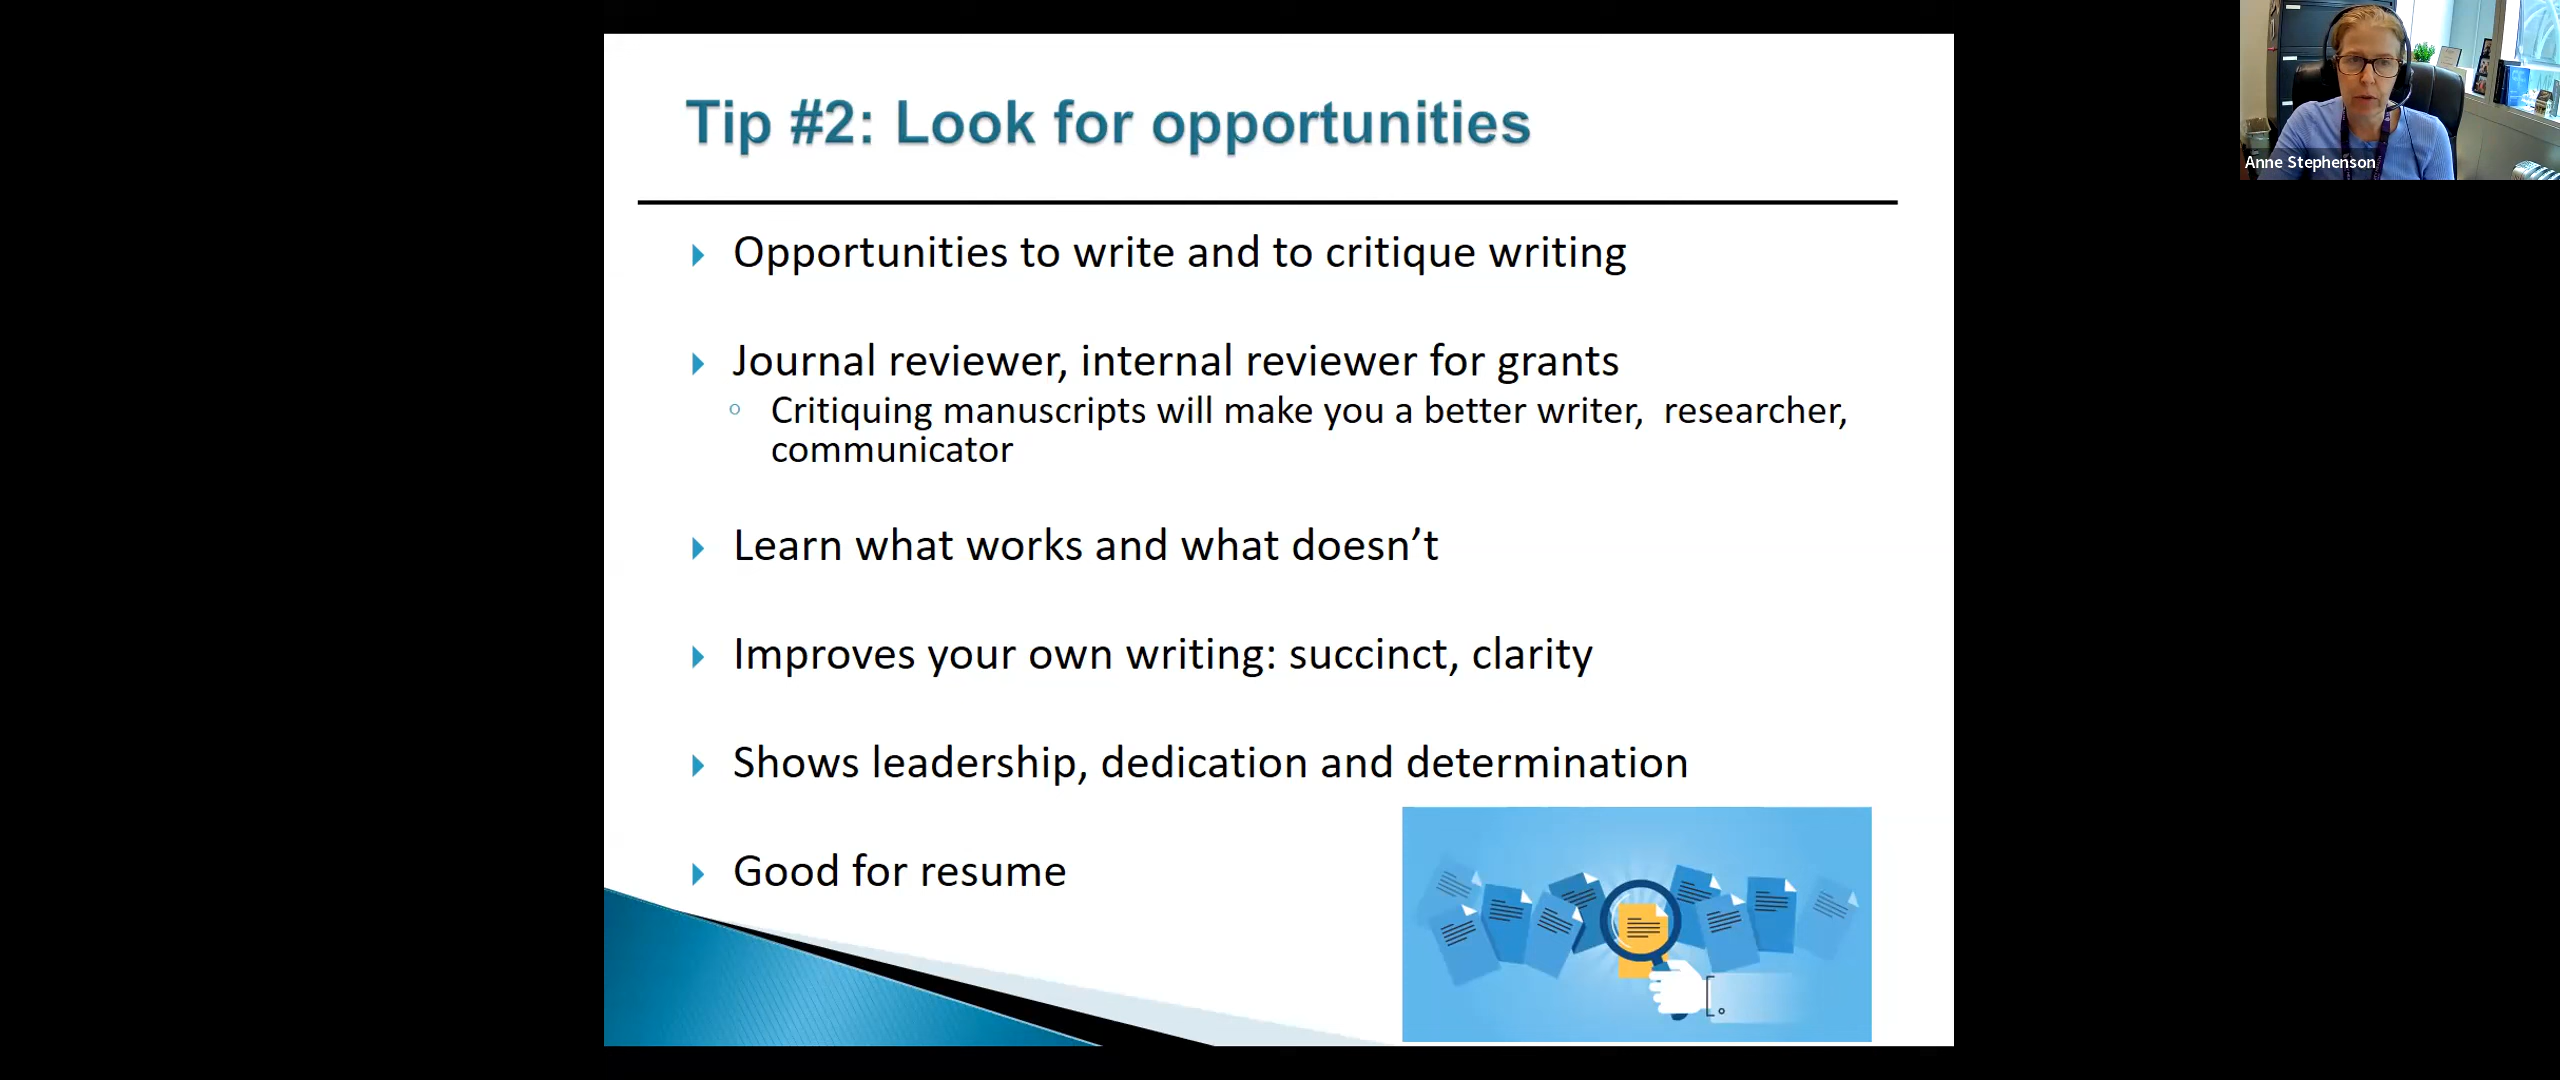 Tip #2: Look for opportunities
Opportunities to write and to critique writing
Journal reviewer, internal reviewer for grants
Critiquing manuscripts will make you a better writer,  researcher,
communicator
Learn what works and what doesn’t
Improves your own writing: succinct, clarity
Shows leadership, dedication and determination
Good for resume
Anne Stephenson